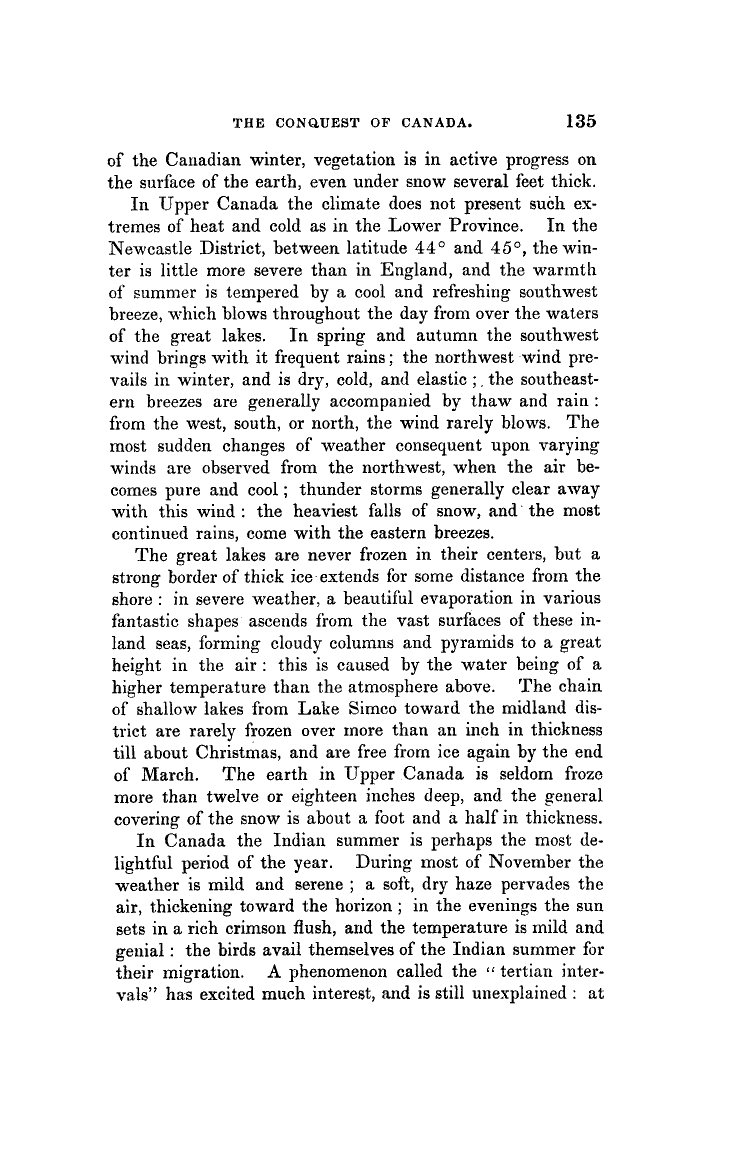 THE CONQUEST OF CANADA. 135
of the Canadian winter, vegetation is in active progress on
the surface of the earth, even under snow several feet thick.
In Upper Canada the climate does not present such ex-
tremes of heat and cold as in the Lower Province. In the
Newcastle District, between latitude 44° and 45°, the win-
ter is little more severe than in England, and the warmth
of summer is tempered by a cool and refreshing southwest
breeze, which blows throughout the day from over the waters
of the great lakes. In spring and autumn the southwest
wind brings with it frequent rains; the northwest wind pre-
vails in winter, and is dry, cold, and elastic; the southeast-
ern breezes are generally accompanied by thaw and rain:
from the west, south, or north, the wind rarely blows. The
most sudden changes of weather consequent upon varying
winds are observed from the northwest, when the air be-
comes pure and cool; thunder storms generally clear away
with this wind: the heaviest falls of snow, and the most
continued rains, come with the eastern breezes.
The great lakes are never frozen in their centers, but a
strong border of thick ice extends for some distance from the
shore: in severe weather, a beautiful evaporation in various
fantastic shapes ascends from the vast surfaces of these in-
land seas, forming cloudy columns and pyramids to a great
height in the air: this is caused by the water being of a
higher temperature than the atmosphere above. The chain
of shallow lakes from Lake Simco toward the midland dis-
trict are rarely frozen over more than an inch in thickness
till about Christmas, and are free from ice again by the end
of March. The earth in Upper Canada is seldom froze
more than twelve or eighteen inches deep, and the general
covering of the snow is about a foot and a half in thickness.
In Canada the Indian summer is perhaps the most de-
lightful period of the year. During most of November the
weather is mild and serene; a soft, dry haze pervades the
air, thickening toward the horizon; in the evenings the sun
sets in a rich crimson flush, and the temperature is mild and
genial: the birds avail themselves of the Indian summer for
their migration. A phenomenon called the "tertian inter-
vals" has excited much interest, and is still unexplained: at